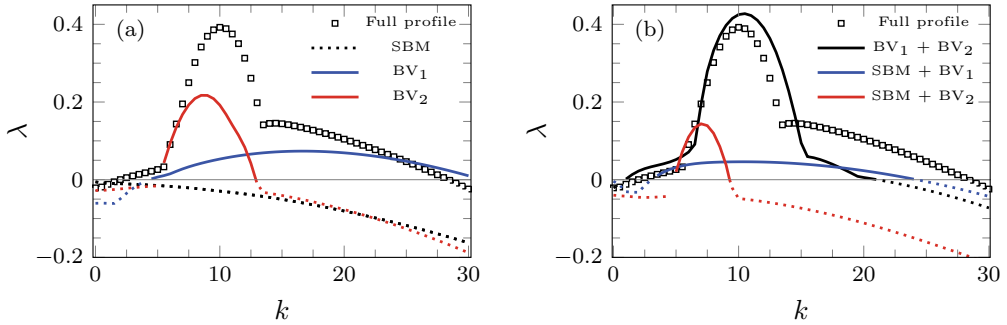 (a)
Full profile
SBM
BV1
BV2
λ
0.4
0.2
0
−0.2
0
10
20
30
k
(b)
Full profile
BV1 + BV2
SBM + BV1
SBM + BV2
λ
0.4
0.2
0
−0.2
0
10
20
30
k